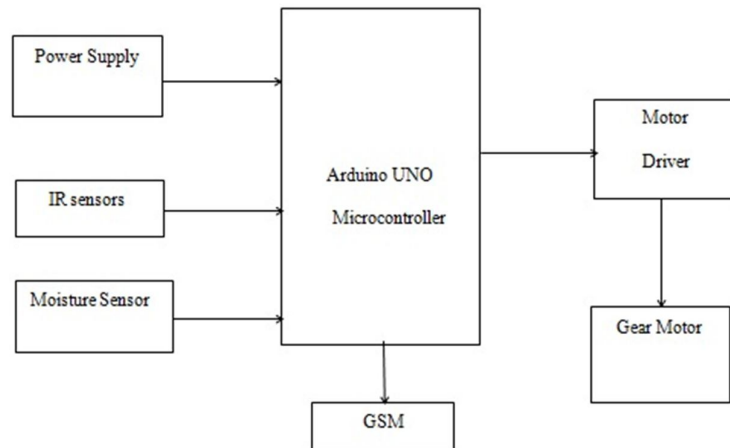 Power Supply
IR sensors
Moisture Sensor
Arduino UNO
Microcontroller
GSM
Motor
Driver
Gear Motor